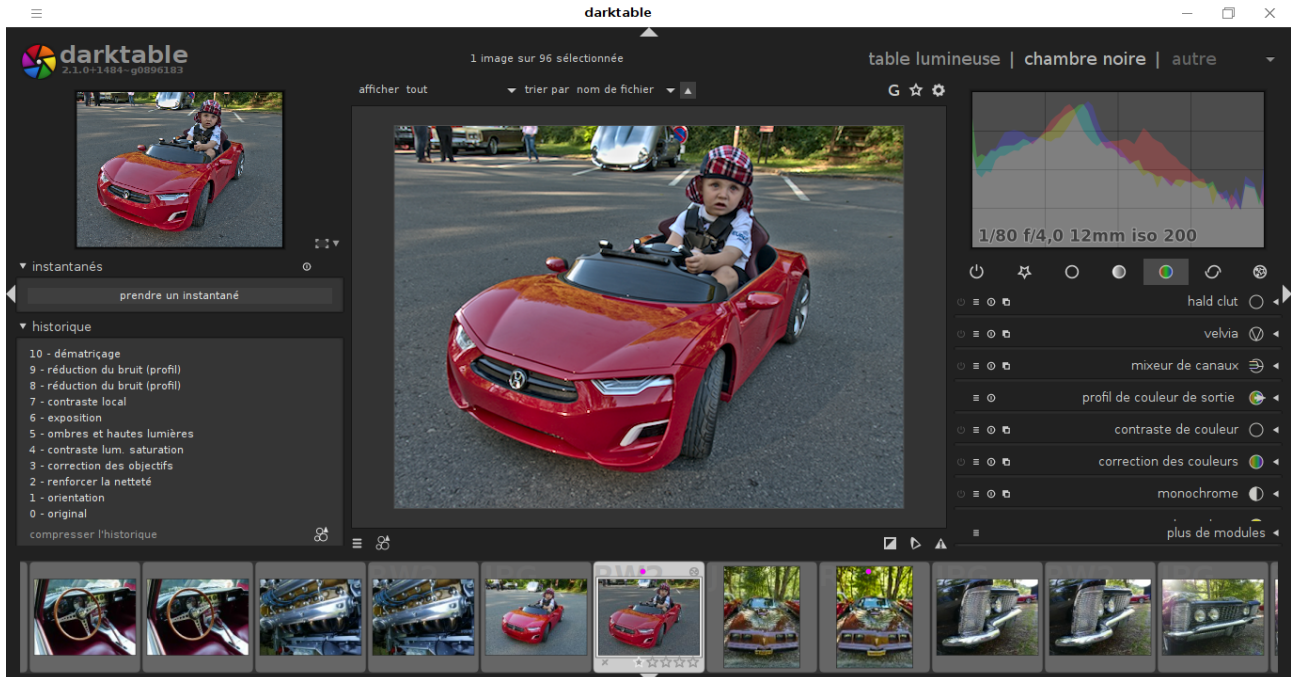 darktable
darktable
2.1.0+1484~g0896183
1 image sur 96 sélectionnée
table lumineuse | chambre noire | autre
afficher tout
trier par nom de fichier
G
1/80 f/4,0 12mm iso 200
instantanés
prendre un instantané
historique
10 - dématriçage
9 - réduction du bruit (profil)
8 - réduction du bruit (profil)
7 - contraste local
6 - exposition
5 - ombres et hautes lumières
4 - contraste lum. saturation
3 - correction des objectifs
2 - renforcer la netteté
1 - orientation
0 - original
compresser l'historique
hald clut
velvia
mixeur de canaux
profil de couleur de sortie
contraste de couleur
correction des couleurs
monochrome
plus de modules